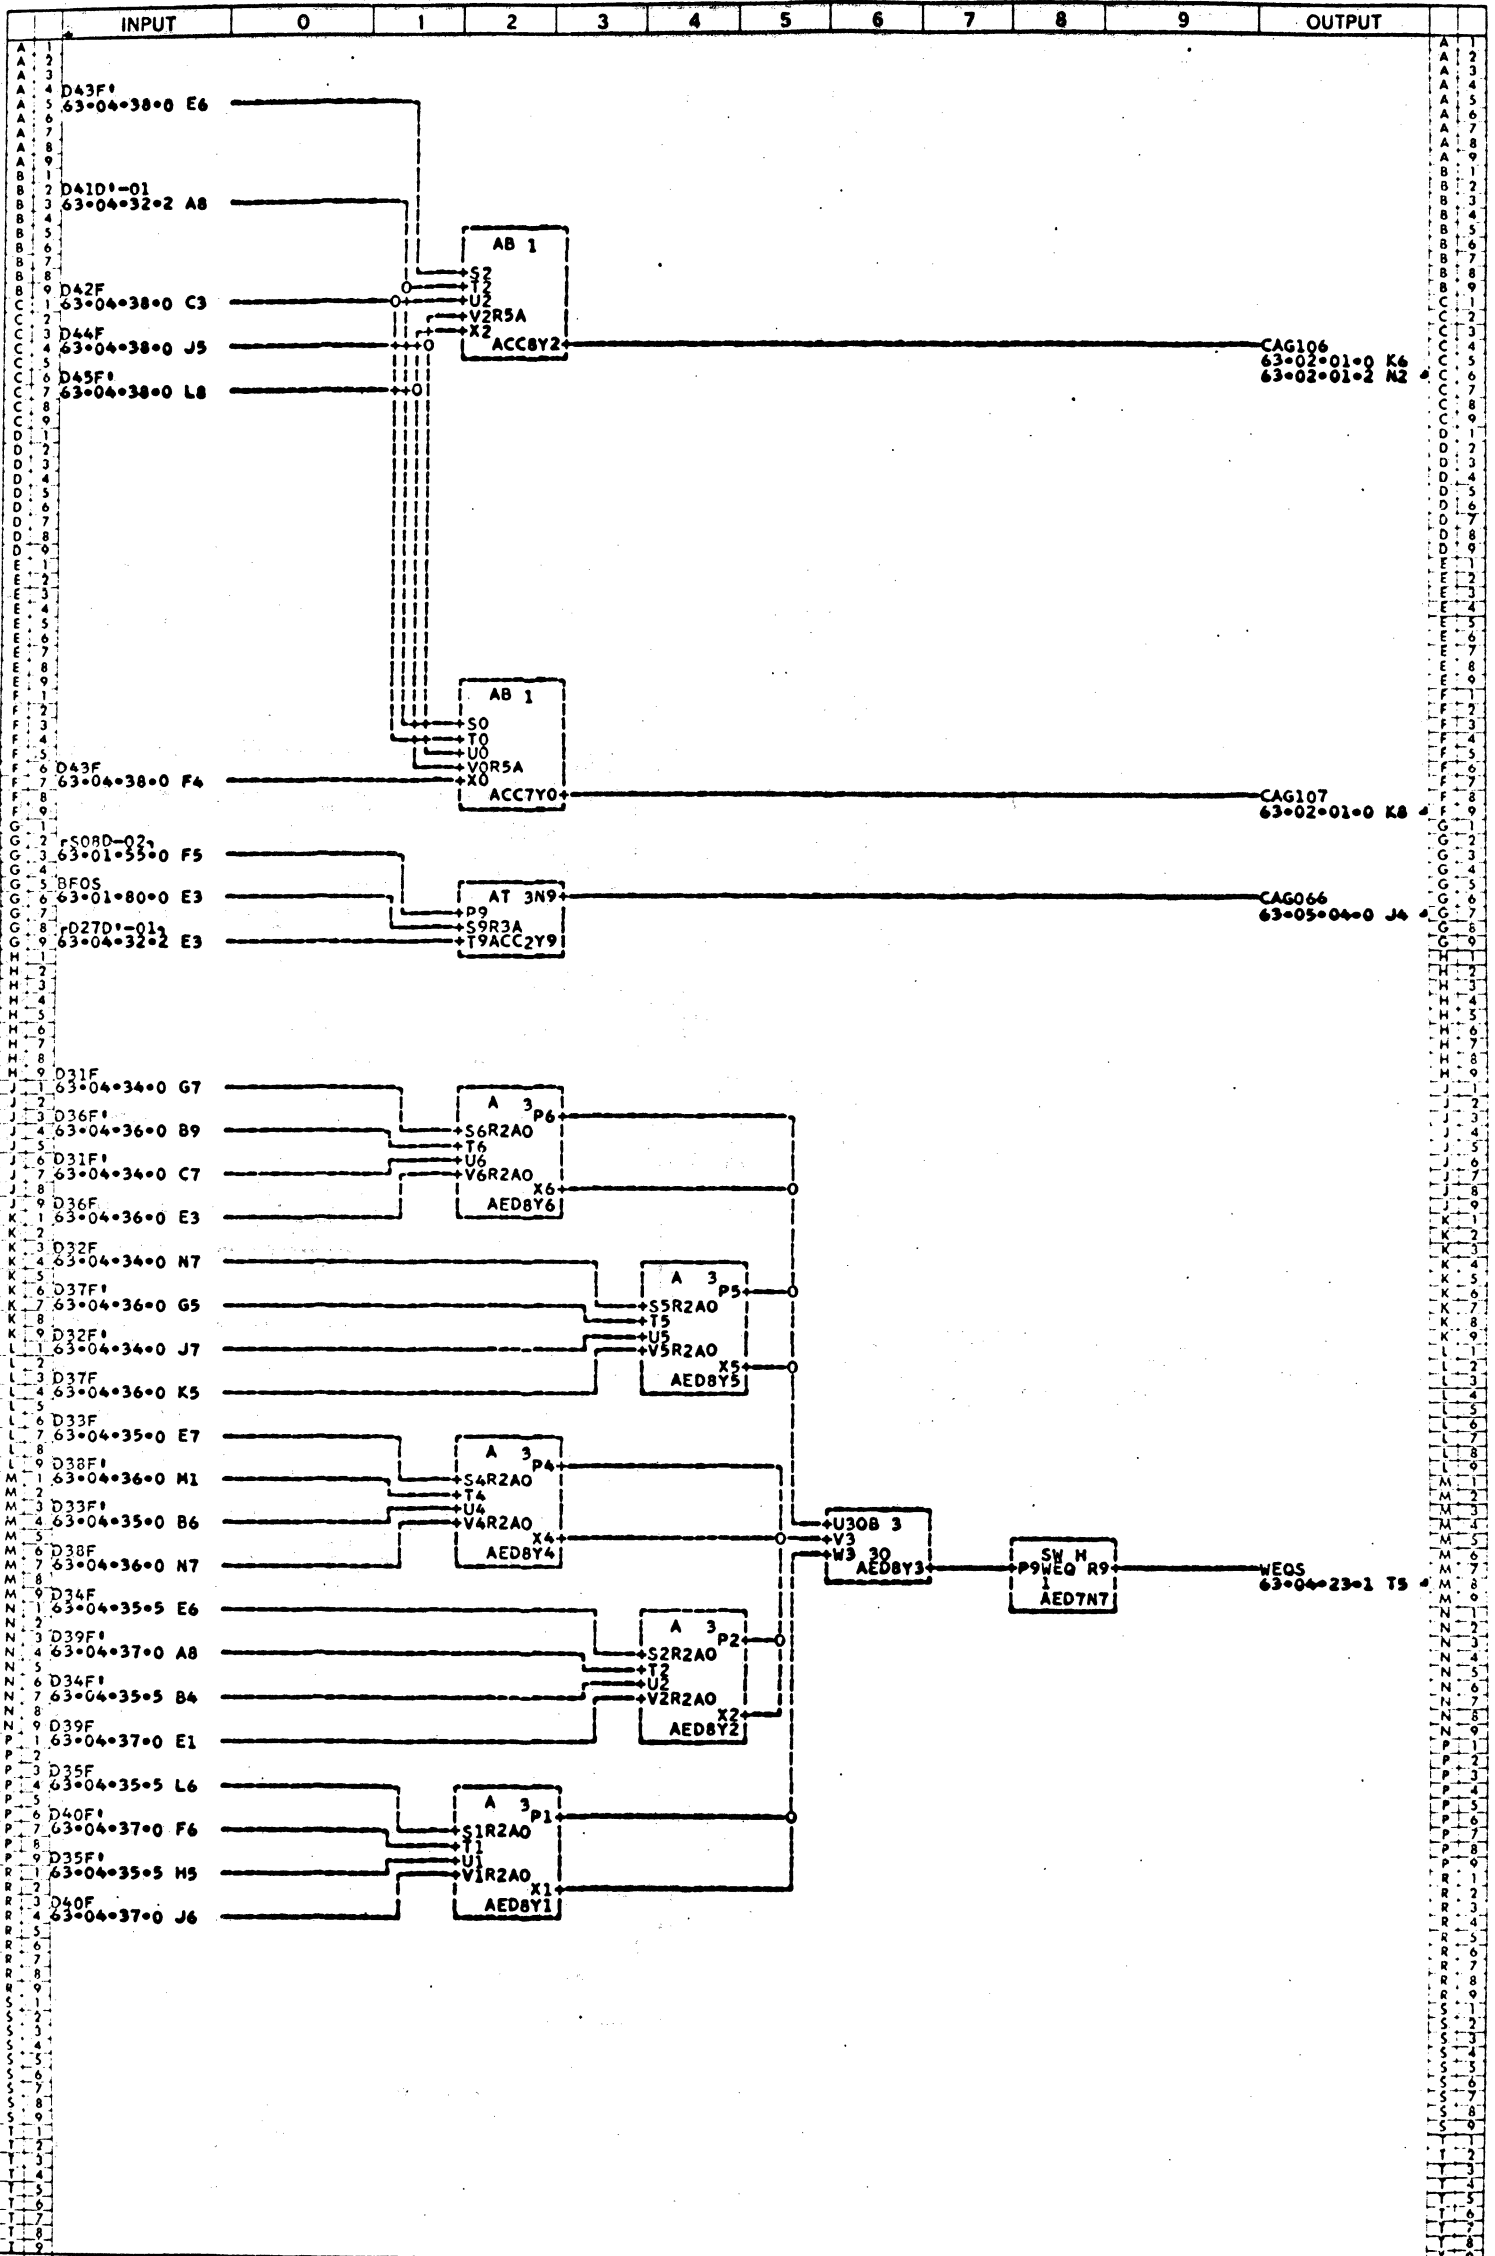 INPUT 0 1 2 3 4 5 6 7 8 9 OUTPUT
D43F'
63•04•38•0 E6
D41D'-01
63•04•32•2 A8
AB 1
S2
T2
D42F
63•04•38•0 C3
U2
V2R5A
D44F
X2
63•04•38•0 J5
ACC8Y2
CAG106
63•02•01•0 K6
63•02•01•2 N2
D45F'
63•04•38•0 L8
AB 1
S0
T0
U0
V0R5A
D43F
63•04•38•0 F4
X0
ACC7Y0
CAG107
63•02•01•0 K8
S08D-02
63•01•55•0 F5
BFOS
63•01•80•0 E3
AT 3N9
P9
S9R3A
T9ACC2Y9
CAG066
63•05•04•0 J4
D27D'-01
63•04•32•2 E3
D31F
63•04•34•0 G7
D36F'
63•04•36•0 B9
D31F'
63•04•34•0 C7
D36F
63•04•36•0 E3
A 3
P6
S6R2AO
T6
U6
V6R2AO
X6
AED8Y6
D32F
63•04•34•0 N7
D37F'
63•04•36•0 G5
D32F'
63•04•34•0 J7
D37F
63•04•36•0 K5
A 3
P5
S5R2AO
T5
U5
V5R2AO
X5
AED8Y5
D33F
63•04•35•0 E7
D38F'
63•04•36•0 M1
D33F'
63•04•35•0 B6
D38F
63•04•36•0 N7
A 3
P4
S4R2AO
T4
U4
V4R2AO
X4
AED8Y4
U3OB 3
V3
W3 3O
AED8Y3
SW H
P9WEQ R9
1
AED7N7
WEQS
63•04•23•1 T5
D34F
63•04•35•5 E6
D39F'
63•04•37•0 A8
D34F'
63•04•35•5 B4
D39F
63•04•37•0 E1
A 3
P2
S2R2AO
T2
U2
V2R2AO
X2
AED8Y2
D35F
63•04•35•5 L6
D40F'
63•04•37•0 F6
D35F'
63•04•35•5 H5
D40F
63•04•37•0 J6
A 3
P1
S1R2AO
T1
U1
V1R2AO
X1
AED8Y1